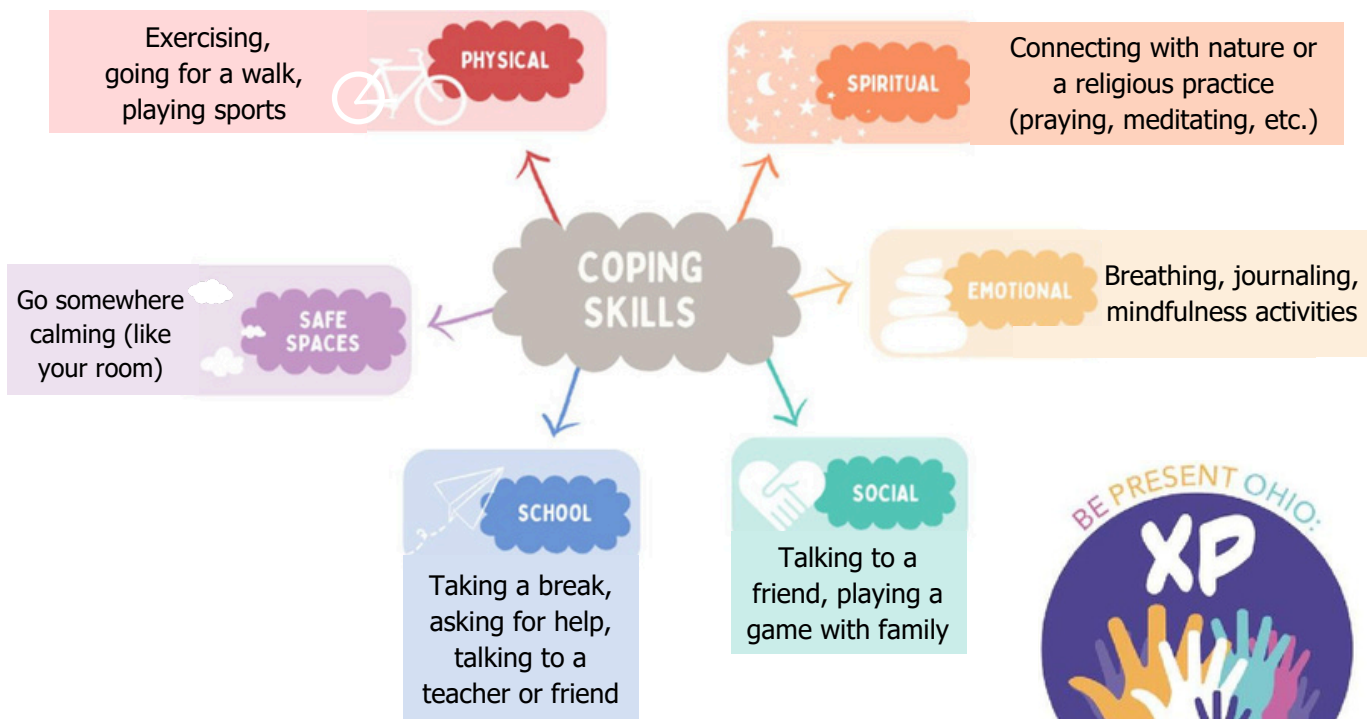 Exercising,
going for a walk,
playing sports
PHYSICAL
SPIRITUAL
Connecting with nature or
a religious practice
(praying, meditating, etc.)
COPING
SKILLS
Go somewhere
calming (like
your room)
SAFE
SPACES
EMOTIONAL
Breathing, journaling,
mindfulness activities
SCHOOL
Taking a break,
asking for help,
talking to a
teacher or friend
SOCIAL
Talking to a
friend, playing a
game with family
BE PRESENT OHIO:
XP